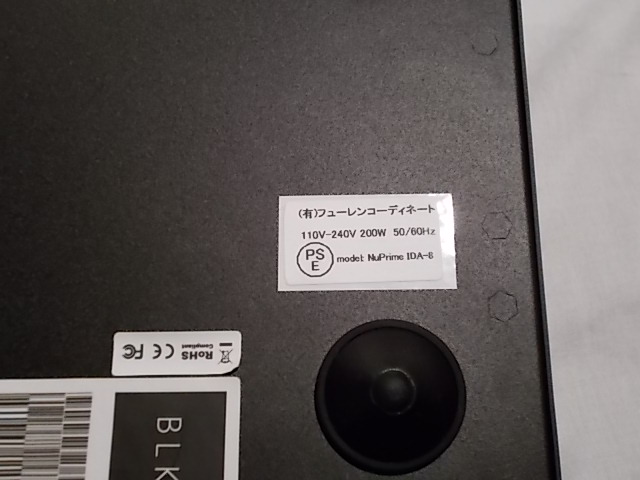 (有)フューレンコーディネート
110V-240V 200W 50/60Hz
PS
E
model: NuPrime IDA-8
RoHS
Compliant
CE FC
BLK